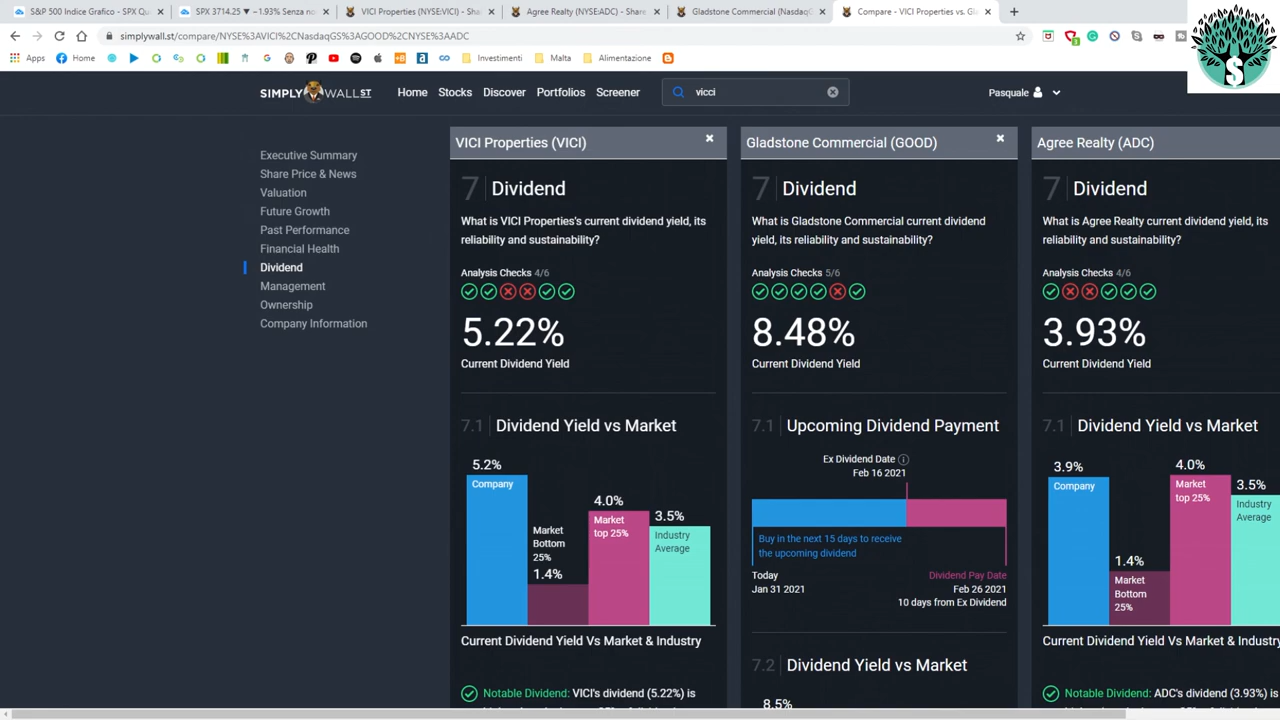 S&P 500 Indice Grafico - SPX Qu
SPX 3714.25 ▼ −1.93% Senza no
VICI Properties (NYSE:VICI) - Shar
Agree Realty (NYSE:ADC) - Share
Gladstone Commercial (NasdaqG
Compare - VICI Properties vs. Gla
simplywall.st/compare/NYSE%3AVICI%2CNasdaqGS%3AGOOD%2CNYSE%3AADC
Apps
Home
Investimenti
Malta
Alimentazione
SIMPLY WALL ST
Home
Stocks
Discover
Portfolios
Screener
vicci
Pasquale
Executive Summary
Share Price & News
Valuation
Future Growth
Past Performance
Financial Health
Dividend
Management
Ownership
Company Information
VICI Properties (VICI)
7 Dividend
What is VICI Properties's current dividend yield, its
reliability and sustainability?
Analysis Checks 4/6
5.22%
Current Dividend Yield
7.1 Dividend Yield vs Market
5.2%
Company
Market
Bottom
25%
1.4%
4.0%
Market
top 25%
3.5%
Industry
Average
Current Dividend Yield Vs Market & Industry
Notable Dividend: VICI's dividend (5.22%) is
Gladstone Commercial (GOOD)
7 Dividend
What is Gladstone Commercial current dividend
yield, its reliability and sustainability?
Analysis Checks 5/6
8.48%
Current Dividend Yield
7.1 Upcoming Dividend Payment
Ex Dividend Date
Feb 16 2021
Buy in the next 15 days to receive
the upcoming dividend
Today
Jan 31 2021
Dividend Pay Date
Feb 26 2021
10 days from Ex Dividend
7.2 Dividend Yield vs Market
8.5%
Agree Realty (ADC)
7 Dividend
What is Agree Realty current dividend yield, its
reliability and sustainability?
Analysis Checks 4/6
3.93%
Current Dividend Yield
7.1 Dividend Yield vs Market
3.9%
Company
1.4%
Market
Bottom
25%
4.0%
Market
top 25%
3.5%
Industry
Average
Current Dividend Yield Vs Market & Industry
Notable Dividend: ADC's dividend (3.93%) is
$